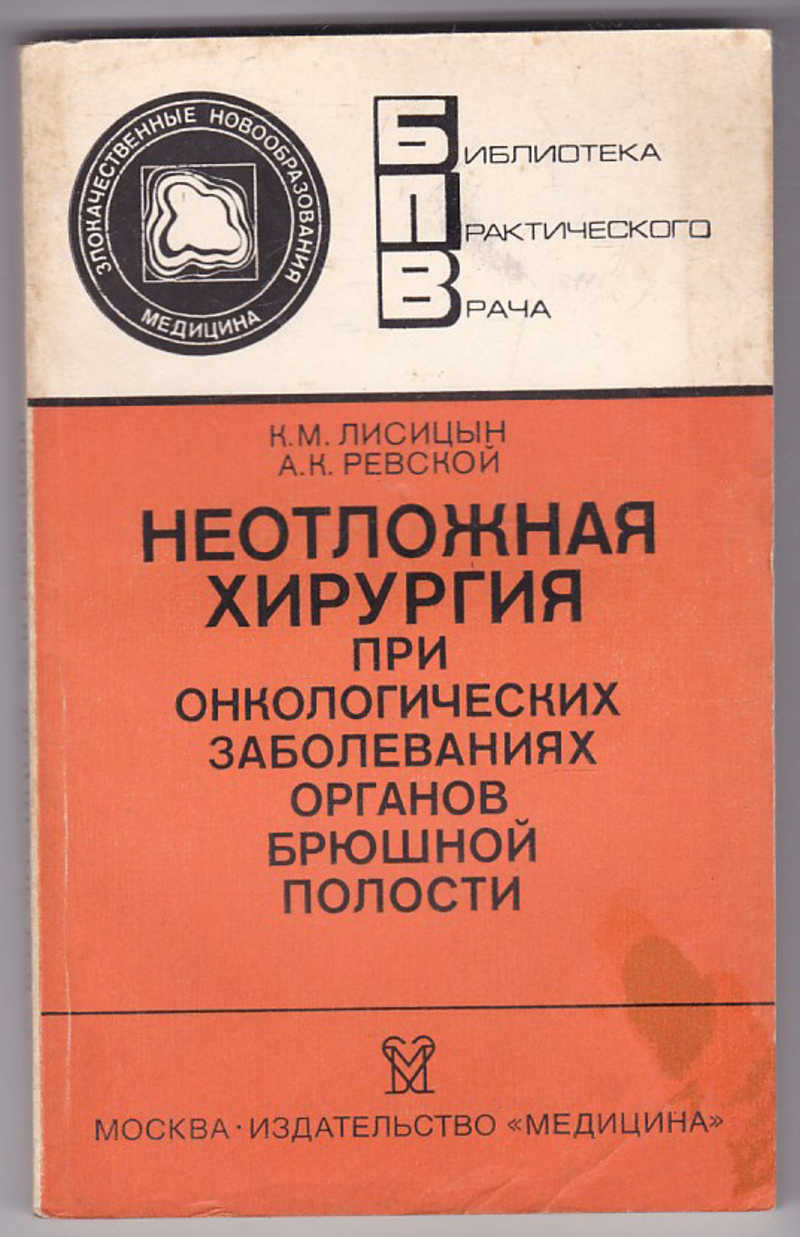 ЗЛОКАЧЕСТВЕННЫЕ НОВООБРАЗОВАНИЯ
МЕДИЦИНА
БИБЛИОТЕКА
ПРАКТИЧЕСКОГО
ВРАЧА
К.М. ЛИСИЦЫН
А.К. РЕВСКОЙ
НЕОТЛОЖНАЯ
ХИРУРГИЯ
ПРИ
ОНКОЛОГИЧЕСКИХ
ЗАБОЛЕВАНИЯХ
ОРГАНОВ
БРЮШНОЙ
ПОЛОСТИ
МОСКВА · ИЗДАТЕЛЬСТВО «МЕДИЦИНА»